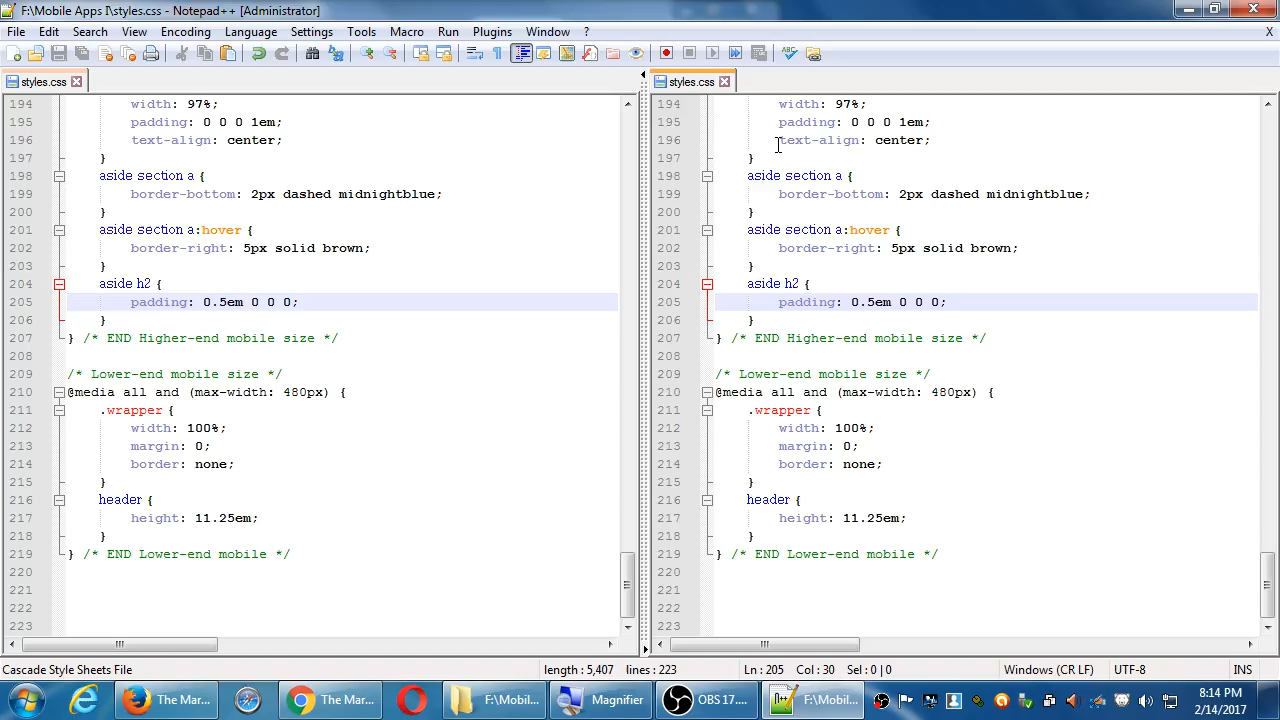 F:\Mobile Apps I\styles.css - Notepad++ [Administrator]
File Edit Search View Encoding Language Settings Tools Macro Run Plugins Window ? X
styles.css
194 width: 97%;
195 padding: 0 0 0 1em;
196 text-align: center;
197 }
198 aside section a {
199 border-bottom: 2px dashed midnightblue;
200 }
201 aside section a:hover {
202 border-right: 5px solid brown;
203 }
204 aside h2 {
205 padding: 0.5em 0 0 0;
206 }
207 } /* END Higher-end mobile size */
208
209 /* Lower-end mobile size */
210 @media all and (max-width: 480px) {
211 .wrapper {
212 width: 100%;
213 margin: 0;
214 border: none;
215 }
216 header {
217 height: 11.25em;
218 }
219 } /* END Lower-end mobile */
220
221
222
223
styles.css
194 width: 97%;
195 padding: 0 0 0 1em;
196 text-align: center;
197 }
198 aside section a {
199 border-bottom: 2px dashed midnightblue;
200 }
201 aside section a:hover {
202 border-right: 5px solid brown;
203 }
204 aside h2 {
205 padding: 0.5em 0 0 0;
206 }
207 } /* END Higher-end mobile size */
208
209 /* Lower-end mobile size */
210 @media all and (max-width: 480px) {
211 .wrapper {
212 width: 100%;
213 margin: 0;
214 border: none;
215 }
216 header {
217 height: 11.25em;
218 }
219 } /* END Lower-end mobile */
220
221
222
223
Cascade Style Sheets File length : 5,407 lines : 223 Ln : 205 Col : 30 Sel : 0 | 0 Windows (CR LF) UTF-8 INS
The Mar... The Mar... F:\Mobil... Magnifier OBS 17.... F:\Mobil... 8:14 PM
2/14/2017